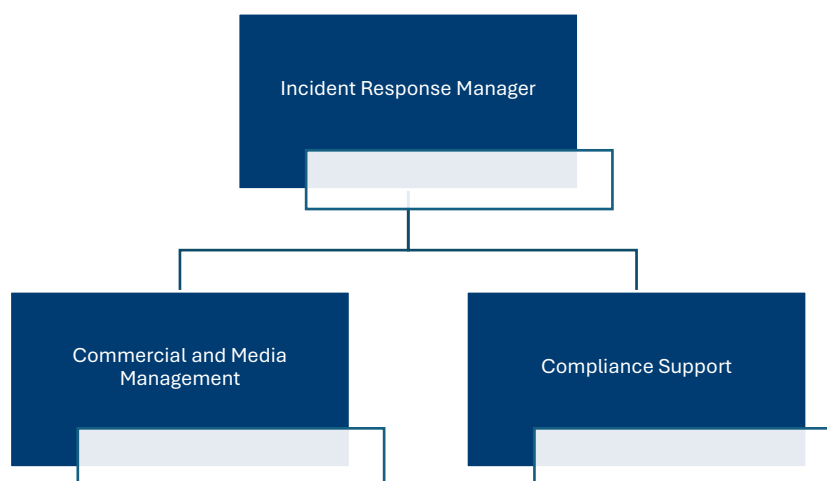 Incident Response Manager
Commercial and Media
Management
Compliance Support